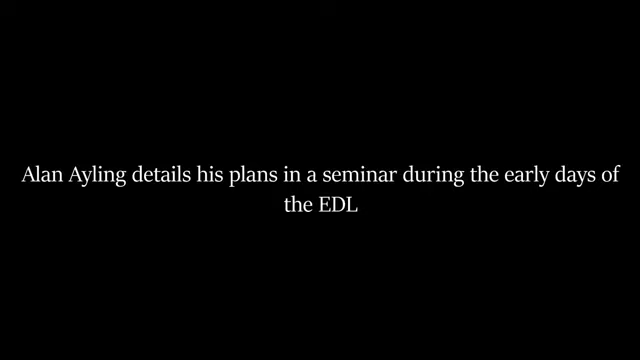 Alan Ayling details his plans in a seminar during the early days of
the EDL